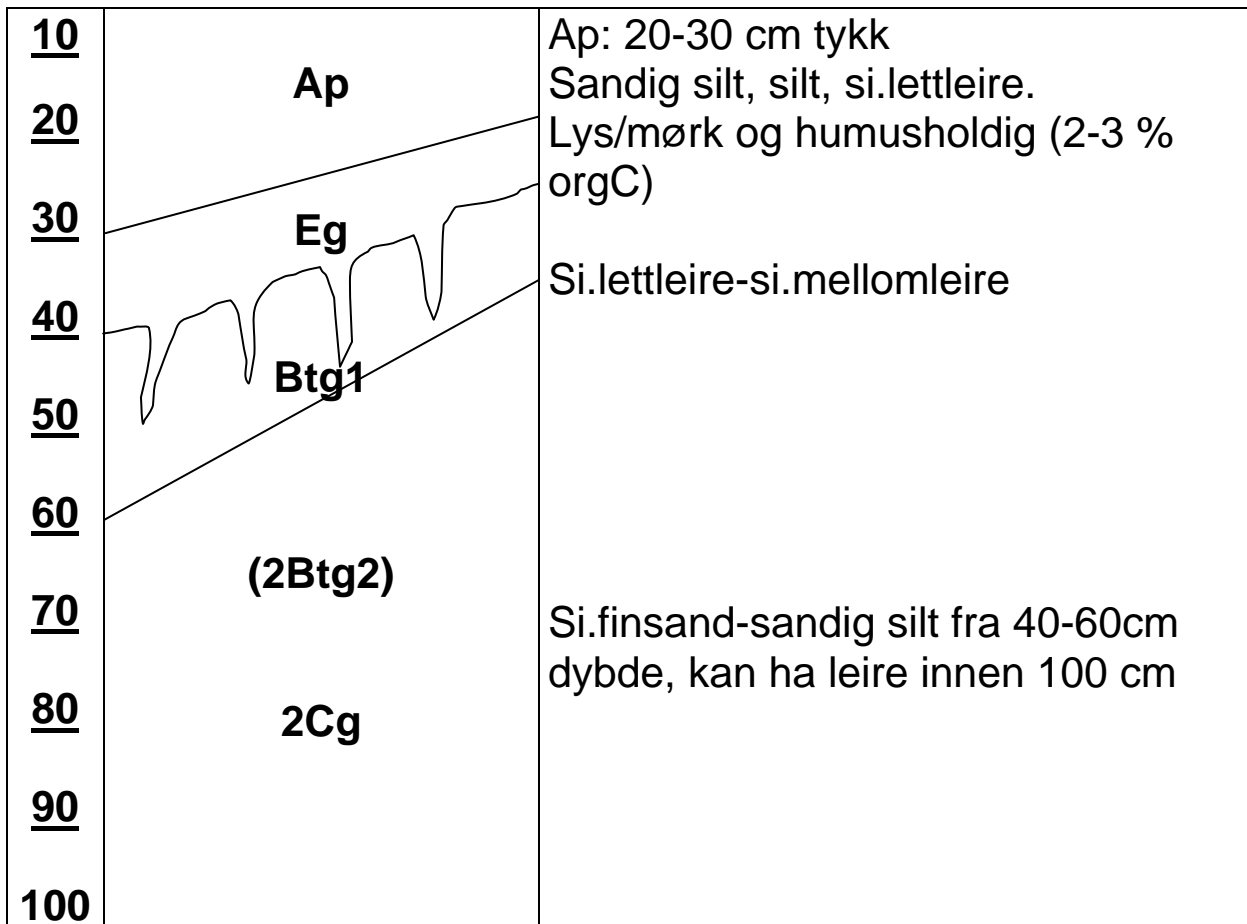 10
Ap
20
30
Eg
40
Btg1
50
60
(2Btg2)
70
80
2Cg
90
100
Ap: 20-30 cm tykk
Sandig silt, silt, si.lettleire.
Lys/mørk og humusholdig (2-3 %
orgC)
Si.lettleire-si.mellomleire
Si.finsand-sandig silt fra 40-60cm
dybde, kan ha leire innen 100 cm